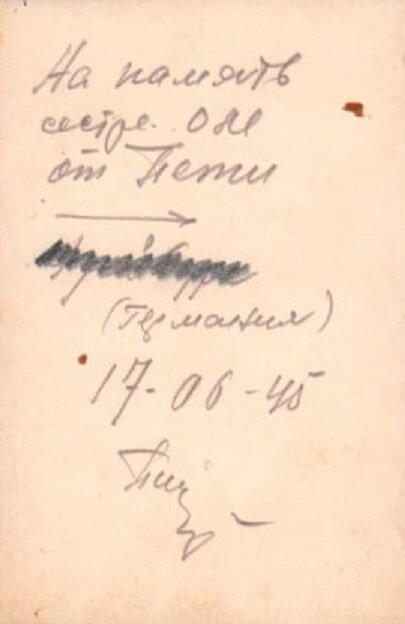 На память
сестре Оле
от Пети
(Германия)
17-06-45